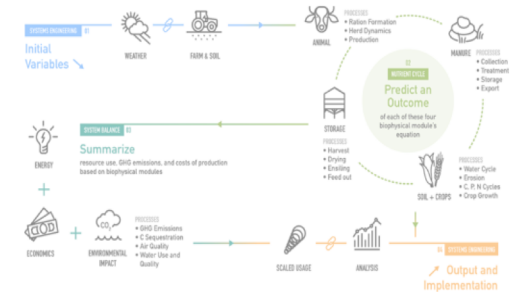 SYSTEMS ENGINEERING 01
Initial
Variables
WEATHER
FARM & SOIL
ANIMAL
PROCESSES
• Ration Formation
• Herd Dynamics
• Production
MANURE
PROCESSES
• Collection
• Treatment
• Storage
• Export
02
NUTRIENT CYCLE
Predict an
Outcome
of each of these four
biophysical module's
equation
STORAGE
PROCESSES
• Harvest
• Drying
• Ensiling
• Feed out
SOIL + CROPS
PROCESSES
• Water Cycle
• Erosion
• C, P, N Cycles
• Crop Growth
SYSTEM BALANCE 03
Summarize
resource use, GHG emissions, and costs of production
based on biophysical modules
ENERGY
+
ECONOMICS
+
CO2
ENVIRONMENTAL
IMPACT
PROCESSES
• GHG Emissions
• C Sequestration
• Air Quality
• Water Use and
Quality
SCALED USAGE
ANALYSIS
SYSTEMS ENGINEERING
Output and
Implementation